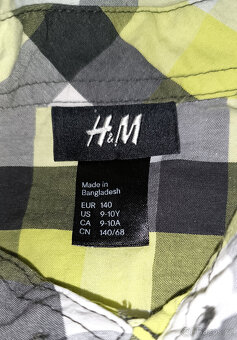 H&M
Made in
Bangladesh
EUR 140
US 9-10Y
CA 9-10A
CN 140/68